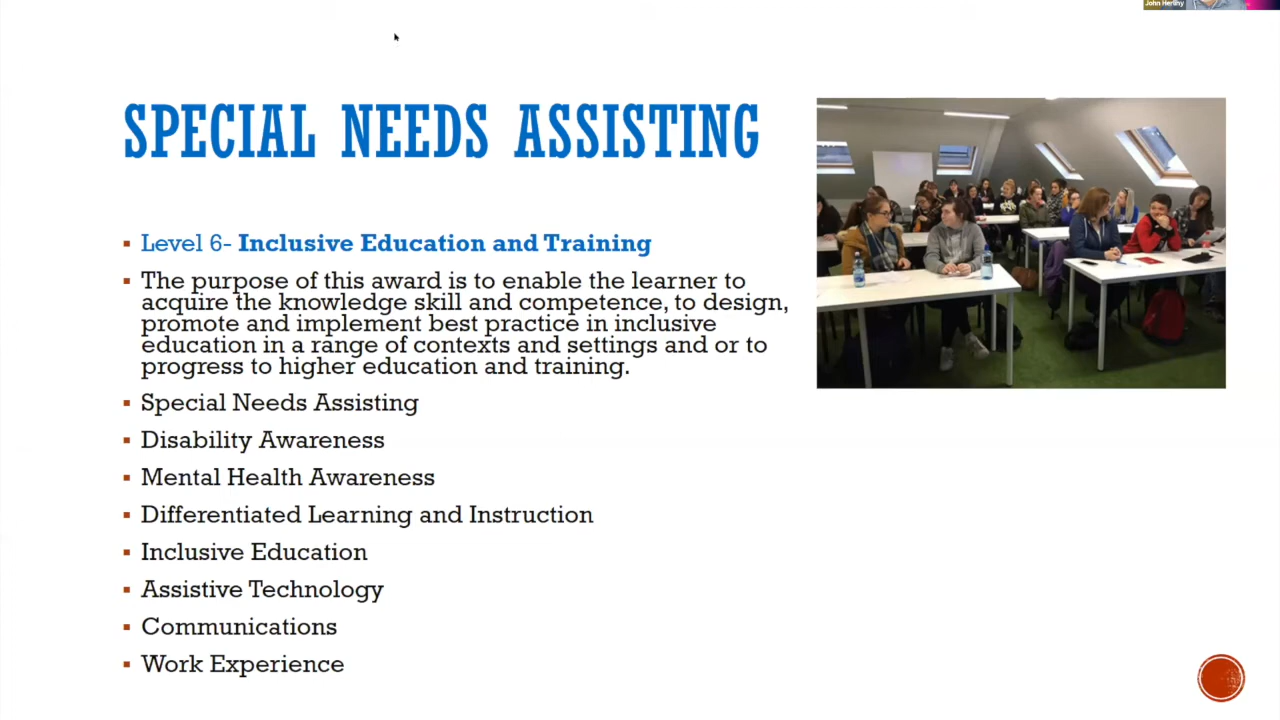 John Herlihy
SPECIAL NEEDS ASSISTING
Level 6- Inclusive Education and Training
The purpose of this award is to enable the learner to
acquire the knowledge skill and competence, to design,
promote and implement best practice in inclusive
education in a range of contexts and settings and or to
progress to higher education and training.
Special Needs Assisting
Disability Awareness
Mental Health Awareness
Differentiated Learning and Instruction
Inclusive Education
Assistive Technology
Communications
Work Experience